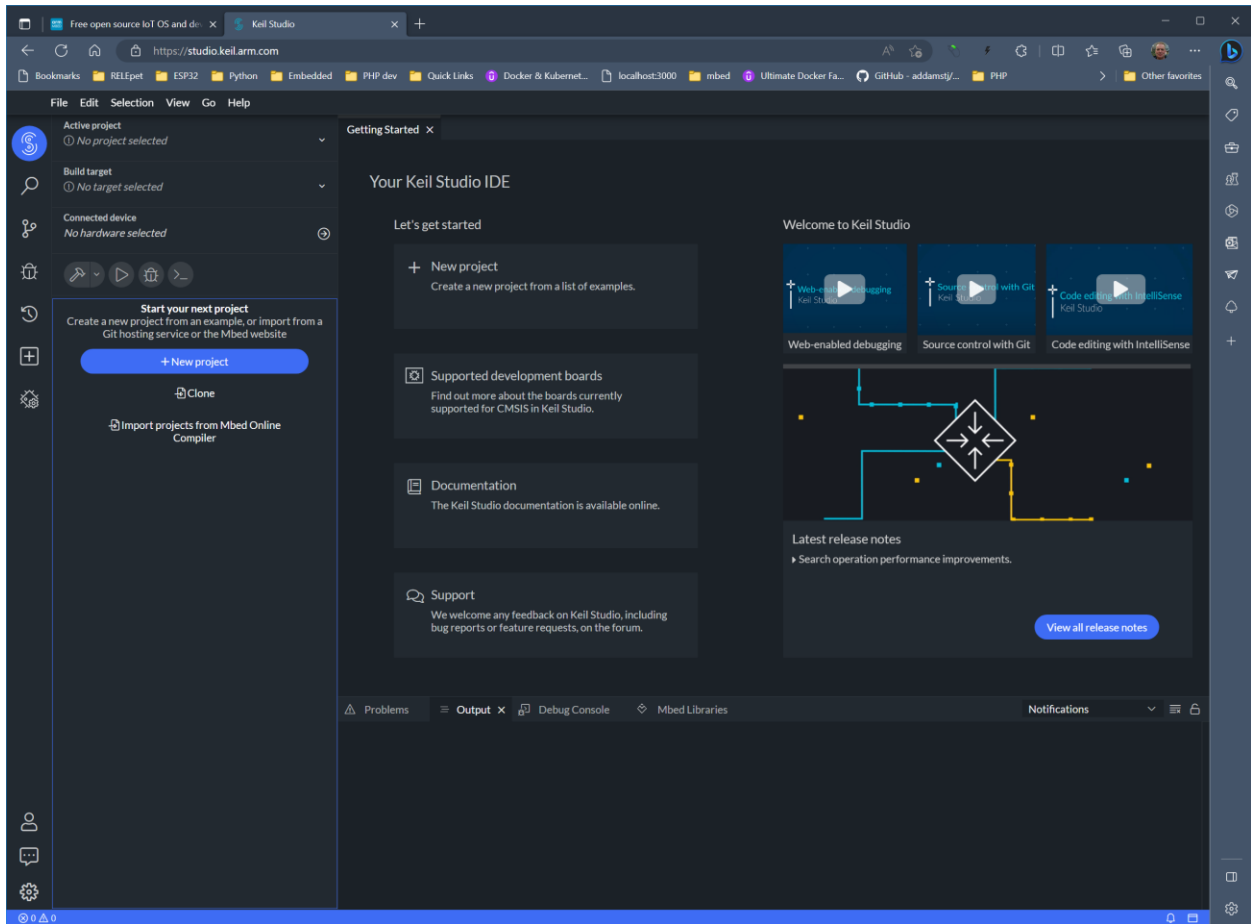 Free open source IoT OS and dev
Keil Studio
https://studio.keil.arm.com
Bookmarks RELEpet ESP32 Python Embedded PHP dev Quick Links Docker & Kubernet... localhost:3000 mbed Ultimate Docker Fa... GitHub - addamstj/... PHP Other favorites
File Edit Selection View Go Help
Active project
No project selected
Build target
No target selected
Connected device
No hardware selected
Start your next project
Create a new project from an example, or import from a
Git hosting service or the Mbed website
+ New project
Clone
Import projects from Mbed Online
Compiler
Getting Started
Your Keil Studio IDE
Let's get started
New project
Create a new project from a list of examples.
Supported development boards
Find out more about the boards currently
supported for CMSIS in Keil Studio.
Documentation
The Keil Studio documentation is available online.
Support
We welcome any feedback on Keil Studio, including
bug reports or feature requests, on the forum.
Welcome to Keil Studio
Web-enabled debugging
Keil Studio
Source control with Git
Keil Studio
Code editing with IntelliSense
Keil Studio
Web-enabled debugging
Source control with Git
Code editing with IntelliSense
Latest release notes
Search operation performance improvements.
View all release notes
Problems Output Debug Console Mbed Libraries Notifications
0 0